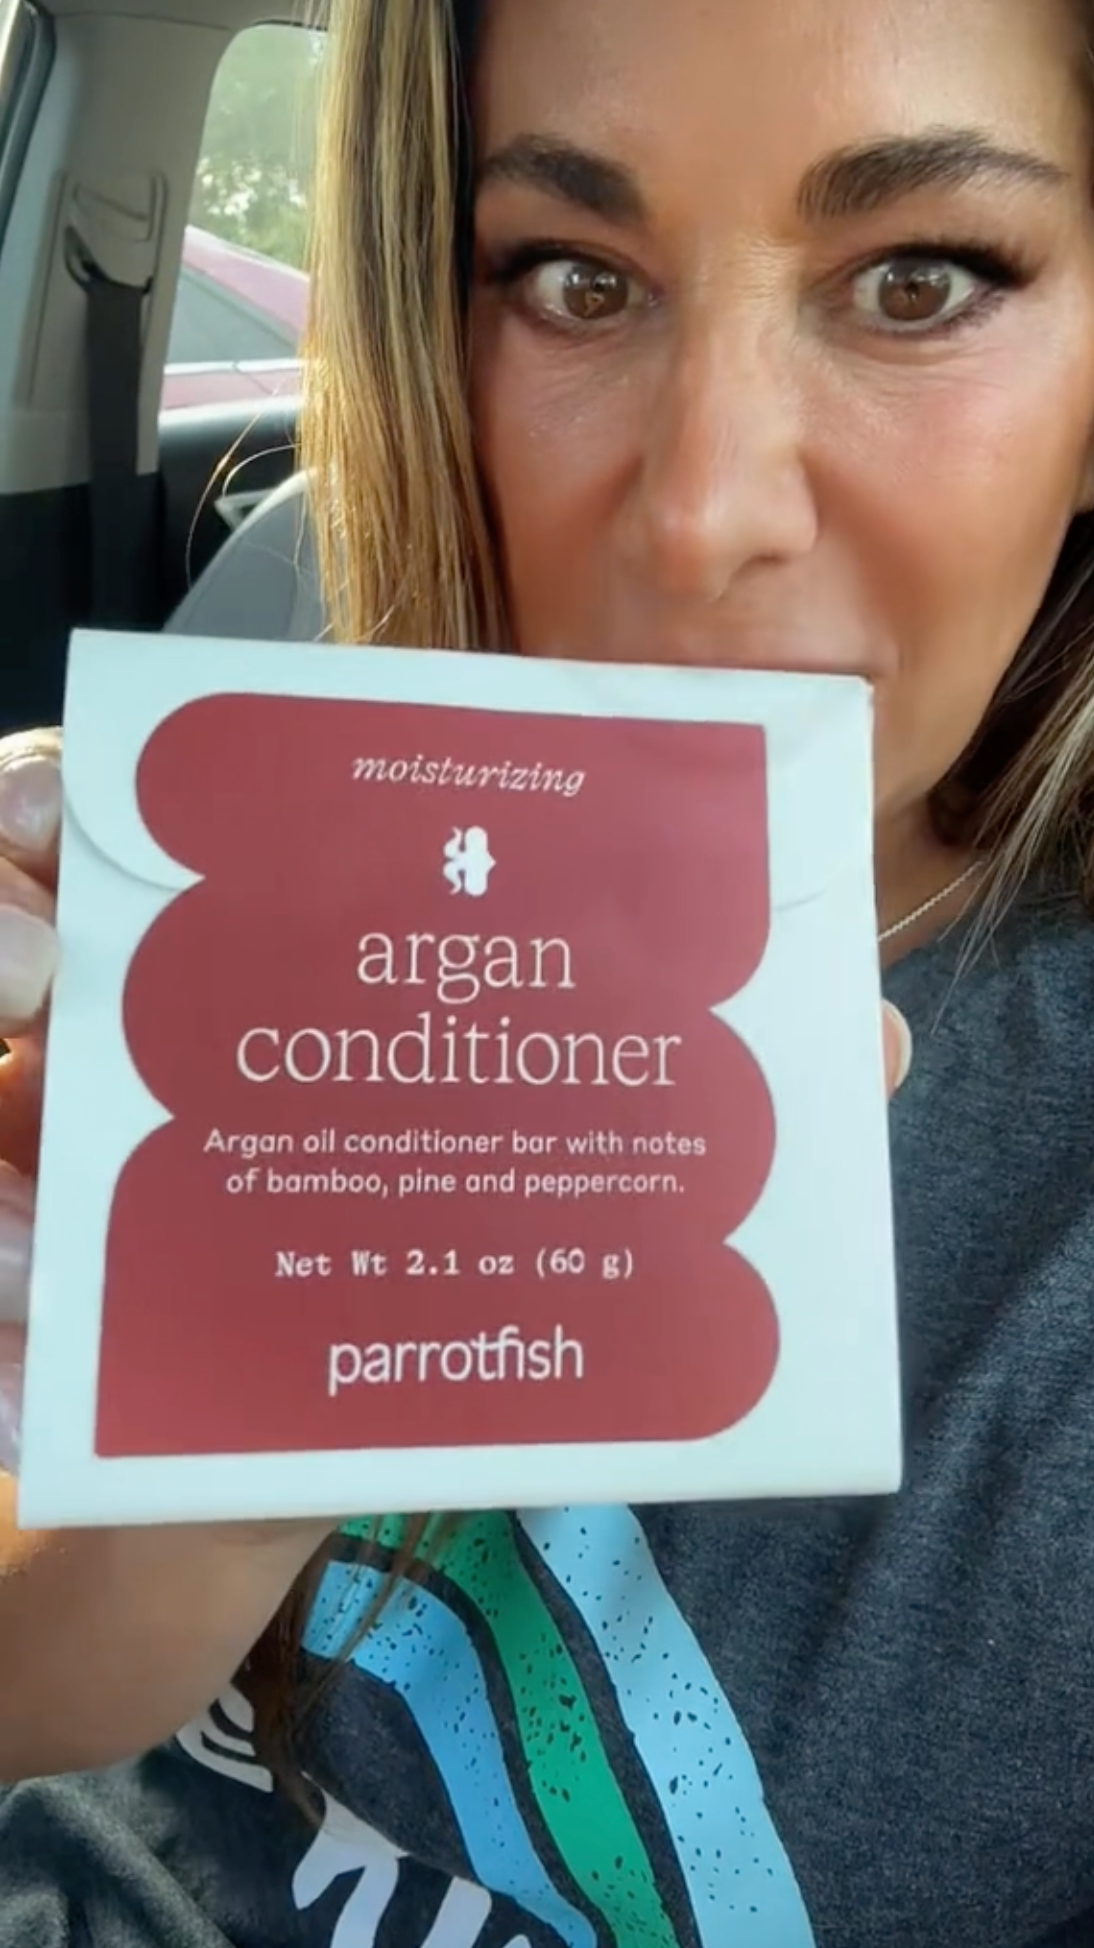 moisturizing
argan
conditioner
Argan oil conditioner bar with notes
of bamboo, pine and peppercorn.
Net Wt 2.1 oz (60 g)
parrotfish